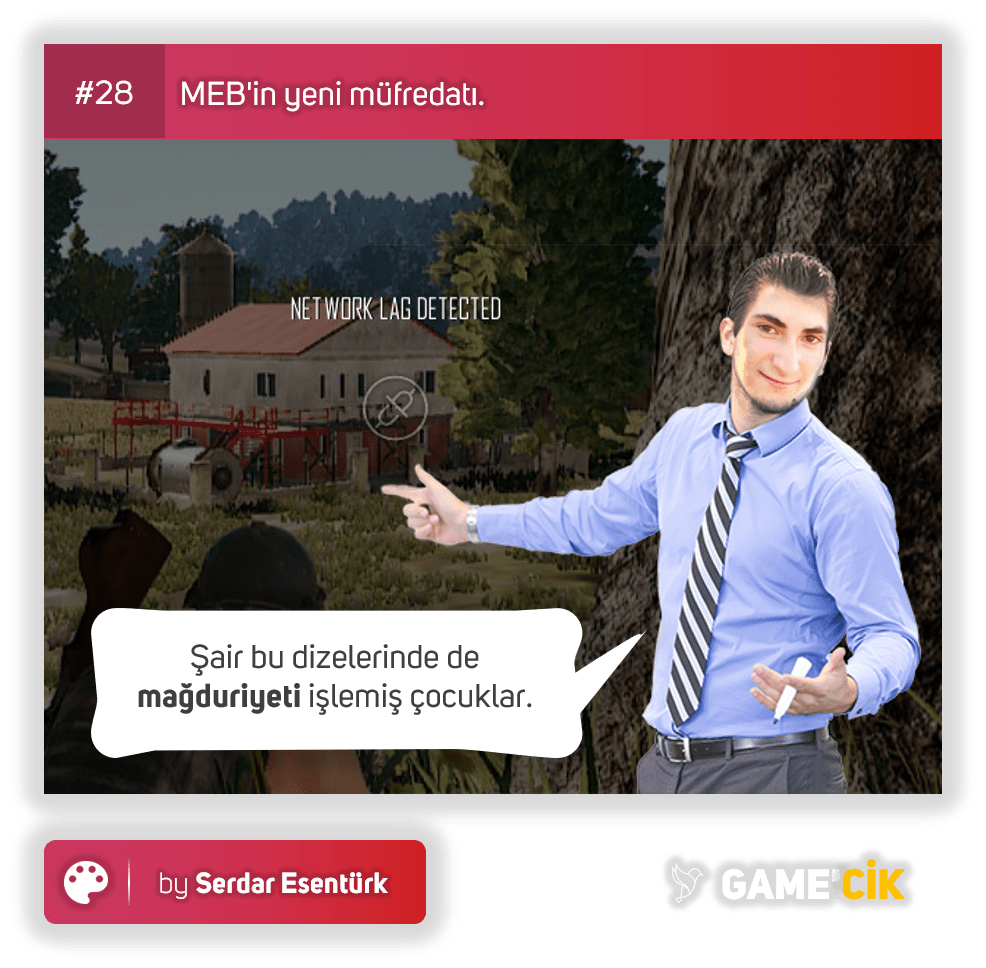 #28
MEB'in yeni müfredatı.
NETWORK LAG DETECTED
Şair bu dizelerinde de
mağduriyeti işlemiş çocuklar.
by Serdar Esentürk
GAME'CİK